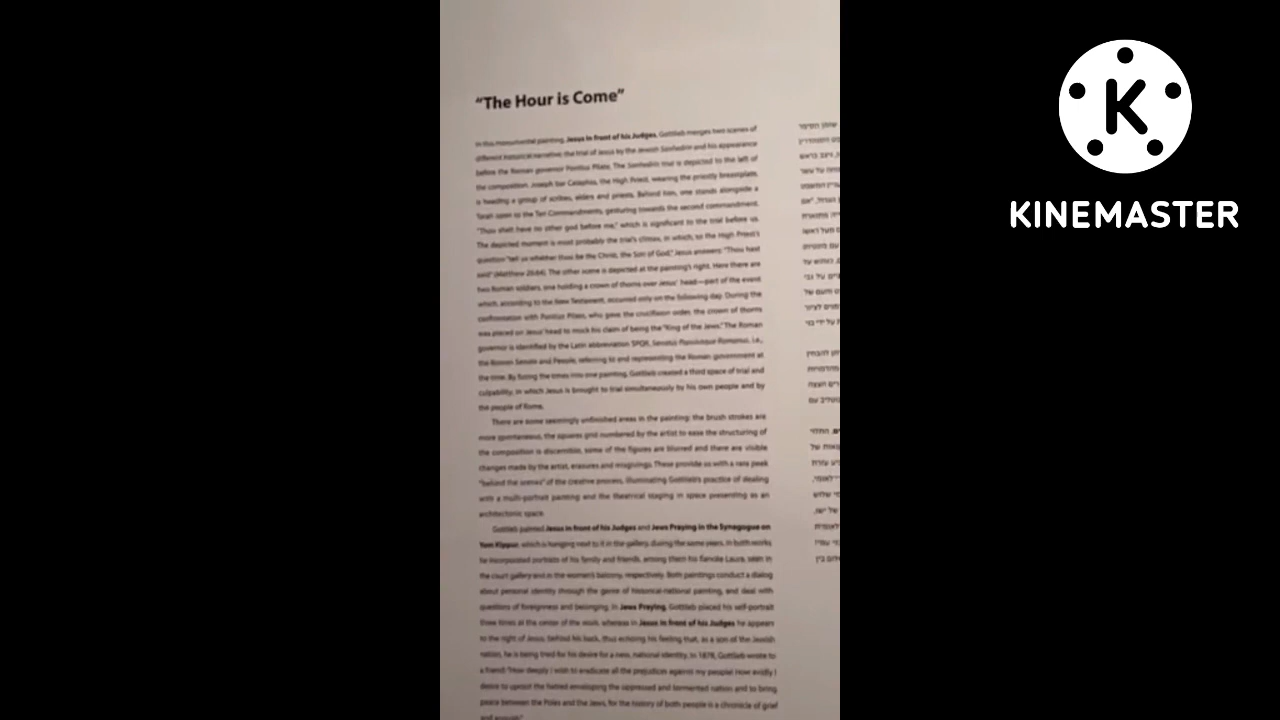 "The Hour is Come"
In this monumental painting, Jesus in front of his Judges, Gottlieb merges two scenes of
different historical narrative: the trial of Jesus by the Jewish Sanhedrin and his appearance
before the Roman governor Pontius Pilate. The Sanhedrin trial is depicted to the left of
the composition. Joseph bar Caiaphas, the High Priest, wearing the priestly breastplate,
is heading a group of scribes, elders and priests. Behind him, one stands alongside a
Torah open to the Ten Commandments, gesturing towards the second commandment,
"Thou shalt have no other god before me," which is significant to the trial before us.
The depicted moment is most probably the trial's climax, in which, to the High Priest's
question "tell us whether thou be the Christ, the Son of God," Jesus answers: "Thou hast
said" (Matthew 26:64). The other scene is depicted at the painting's right. Here there are
two Roman soldiers, one holding a crown of thorns over Jesus' head—part of the event
which, according to the New Testament, occurred only on the following day. During the
confrontation with Pontius Pilate, who gave the crucifixion order, the crown of thorns
was placed on Jesus' head to mock his claim of being the "King of the Jews." The Roman
governor is identified by the Latin abbreviation SPQR, Senatus Populusque Romanus, i.e.,
the Roman Senate and People, referring to and representing the Roman government at
the time. By fusing the times into one painting, Gottlieb created a third space of trial and
culpability, in which Jesus is brought to trial simultaneously by his own people and by
the people of Rome.
There are some seemingly unfinished areas in the painting: the brush strokes are
more spontaneous, the squares grid numbered by the artist to ease the structuring of
the composition is discernible, some of the figures are blurred and there are visible
changes made by the artist, erasures and misgivings. These provide us with a rare peek
"behind the scenes" of the creative process, illuminating Gottlieb's practice of dealing
with a multi-portrait painting and the theatrical staging in space presenting as an
architectonic space.
Gottlieb painted Jesus in front of his Judges and Jews Praying in the Synagogue on
Yom Kippur, which is hanging next to it in the gallery, during the same years. In both works
he incorporated portraits of his family and friends, among them his fiancée Laura, seen in
the court gallery and in the women's balcony, respectively. Both paintings conduct a dialog
about personal identity through the genre of historical-national painting, and deal with
questions of foreignness and belonging. In Jews Praying, Gottlieb placed his self-portrait
three times at the center of the work, whereas in Jesus in front of his Judges he appears
to the right of Jesus, behind his back, thus echoing his feeling that, as a son of the Jewish
nation, he is being tried for his desire for a new, national identity. In 1878, Gottlieb wrote to
a friend: "How deeply I wish to eradicate all the prejudices against my people! How avidly I
desire to uproot the hatred enveloping the oppressed and tormented nation and to bring
peace between the Poles and the Jews, for the history of both people is a chronicle of grief
and anguish"
KINEMASTER